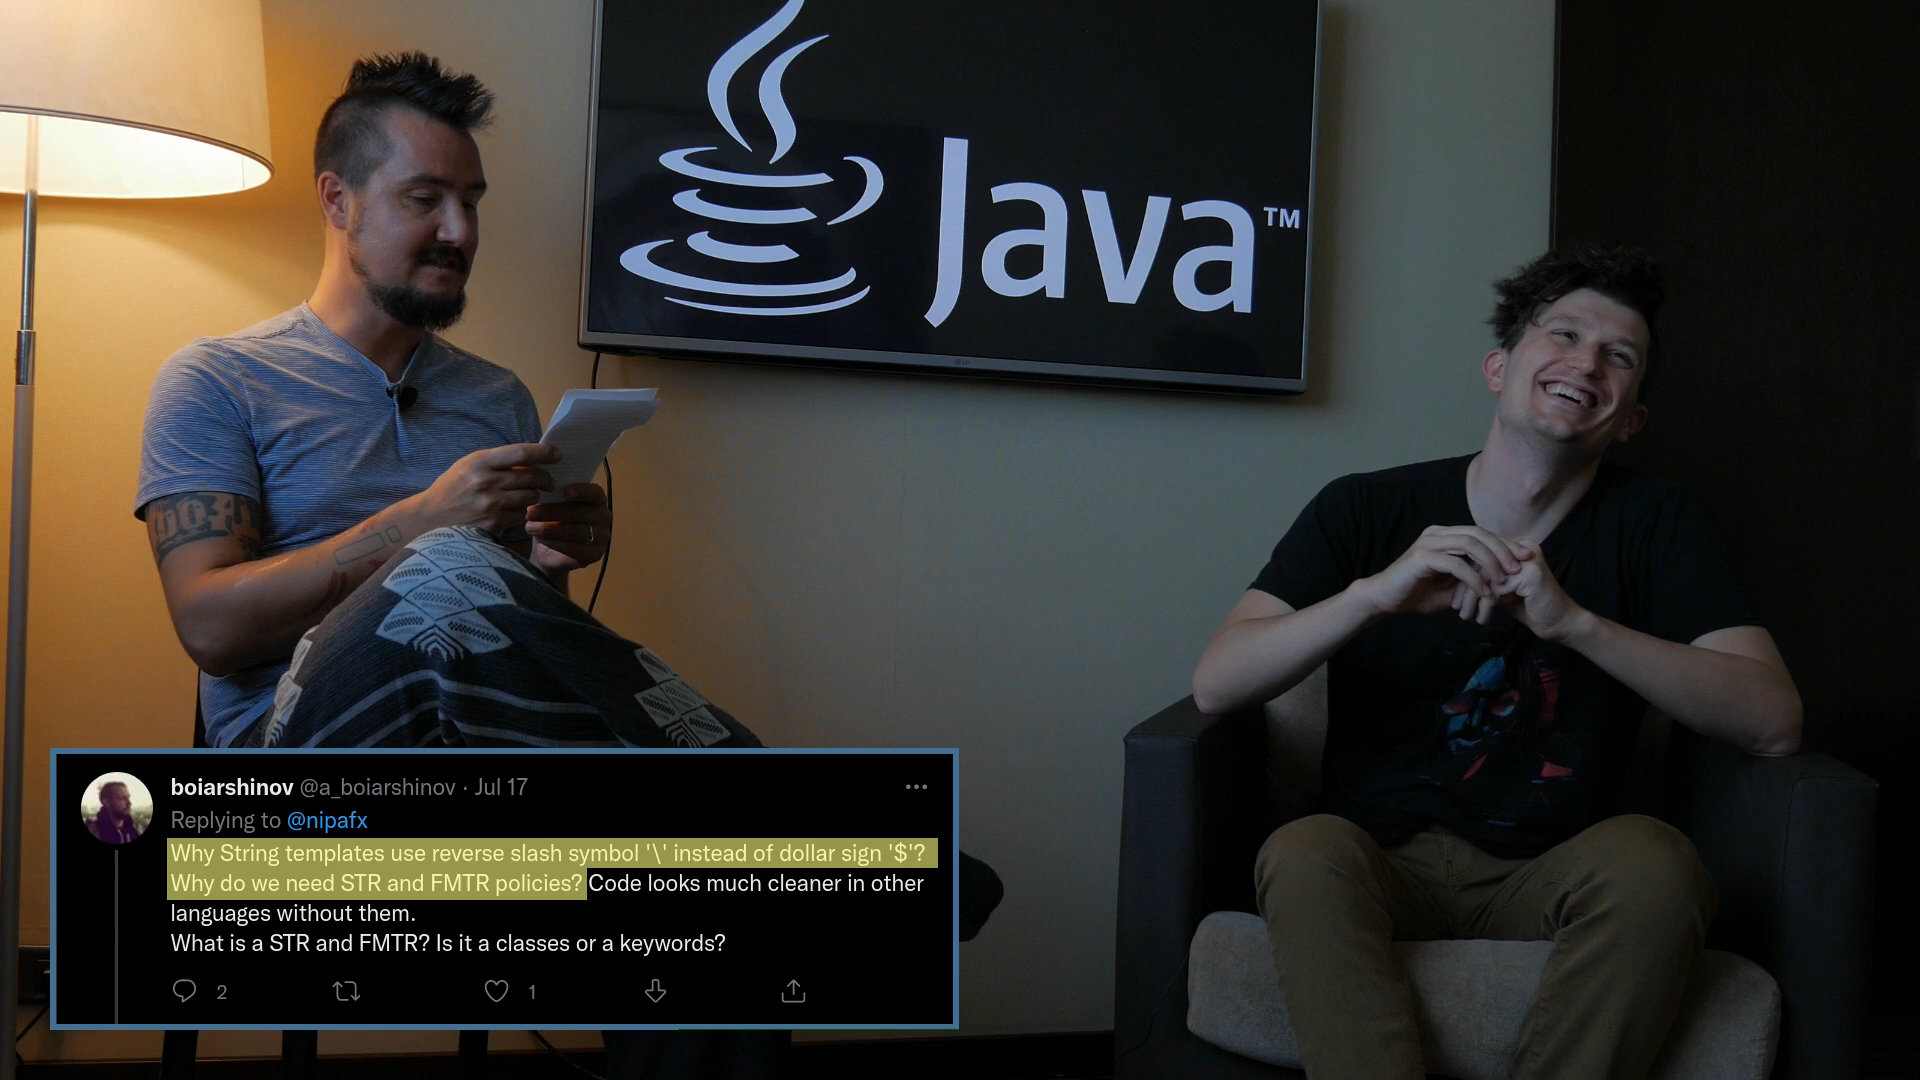 Java™
boiarshinov @a_boiarshinov · Jul 17
Replying to @nipafx
Why String templates use reverse slash symbol '\' instead of dollar sign '$'?
Why do we need STR and FMTR policies? Code looks much cleaner in other
languages without them.
What is a STR and FMTR? Is it a classes or a keywords?
2
1